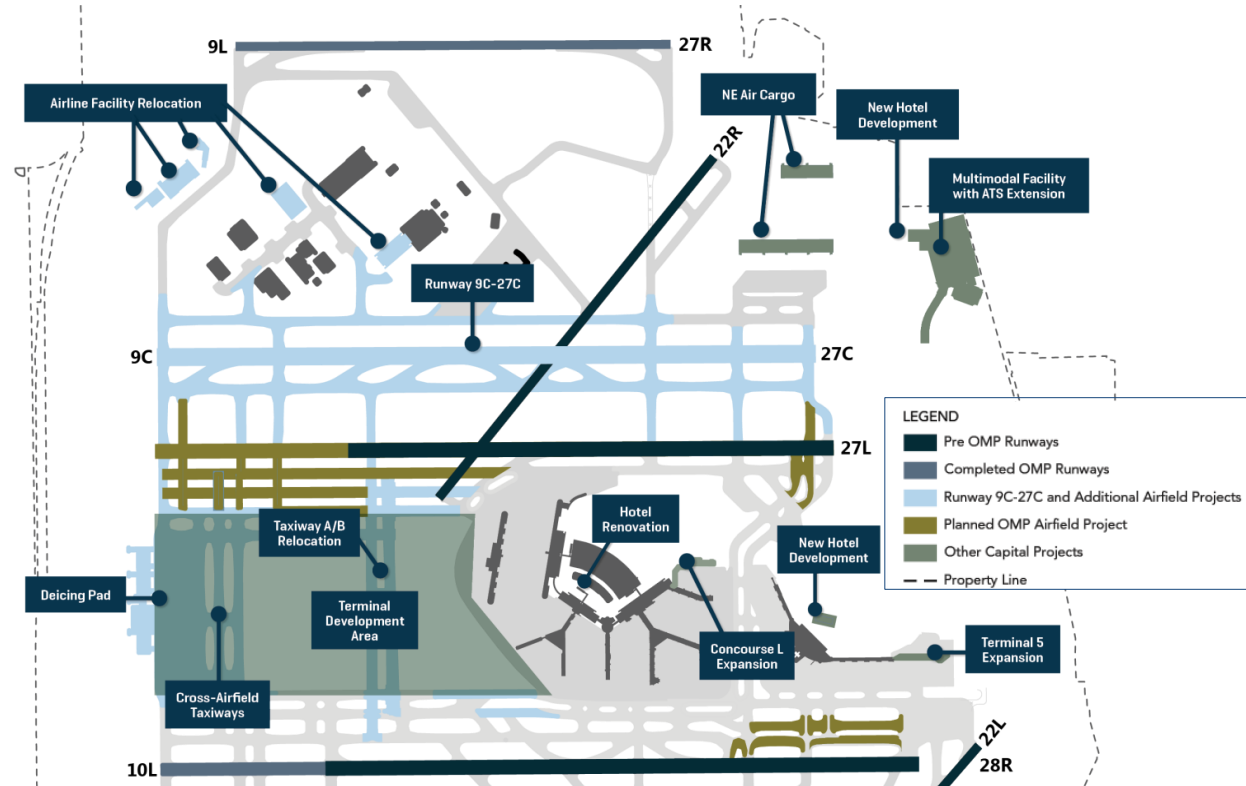 9L
27R
Airline Facility Relocation
NE Air Cargo
22R
New Hotel
Development
Multimodal Facility
with ATS Extension
Runway 9C-27C
9C
27C
LEGEND
Pre OMP Runways
Completed OMP Runways
Runway 9C-27C and Additional Airfield Projects
Planned OMP Airfield Project
Other Capital Projects
Property Line
27L
Hotel
Renovation
Taxiway A/B
Relocation
New Hotel
Development
Deicing Pad
Terminal
Development
Area
Concourse L
Expansion
Terminal 5
Expansion
Cross-Airfield
Taxiways
22L
10L
28R